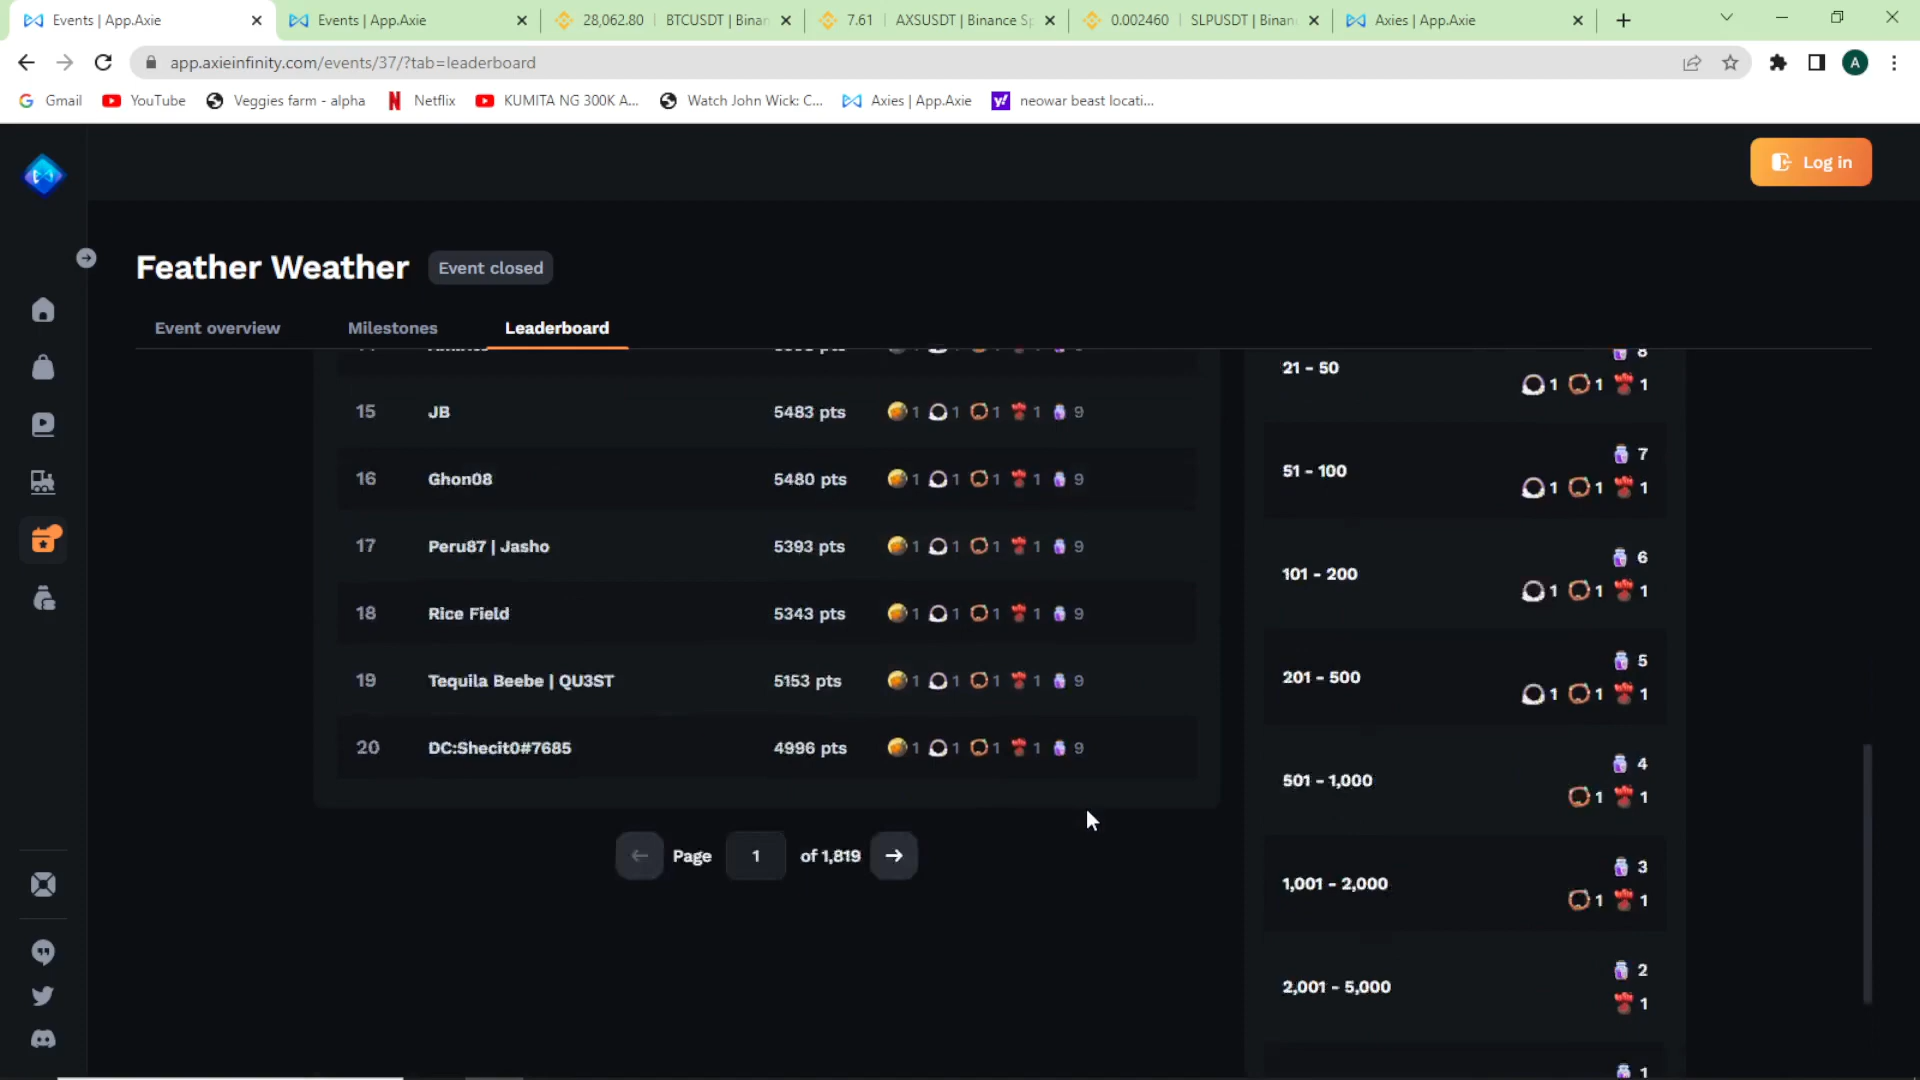 Events | App.Axie
Events | App.Axie
28,062.80 | BTCUSDT | Binan
7.61 | AXSUSDT | Binance Sp
0.002460 | SLPUSDT | Binan
Axies | App.Axie
app.axieinfinity.com/events/37/?tab=leaderboard
A
Gmail
YouTube
Veggies farm - alpha
Netflix
KUMITA NG 300K A...
Watch John Wick: C...
Axies | App.Axie
neowar beast locati...
Log in
Feather Weather
Event closed
Event overview
Milestones
Leaderboard
15 JB 5483 pts 1 1 1 1 9
16 Ghon08 5480 pts 1 1 1 1 9
17 Peru87 | Jasho 5393 pts 1 1 1 1 9
18 Rice Field 5343 pts 1 1 1 1 9
19 Tequila Beebe | QU3ST 5153 pts 1 1 1 1 9
20 DC:Shecit0#7685 4996 pts 1 1 1 1 9
Page 1 of 1,819
8
21 - 50
1 1 1
7
51 - 100
1 1 1
6
101 - 200
1 1 1
5
201 - 500
1 1 1
4
501 - 1,000
1 1
3
1,001 - 2,000
1 1
2
2,001 - 5,000
1
1